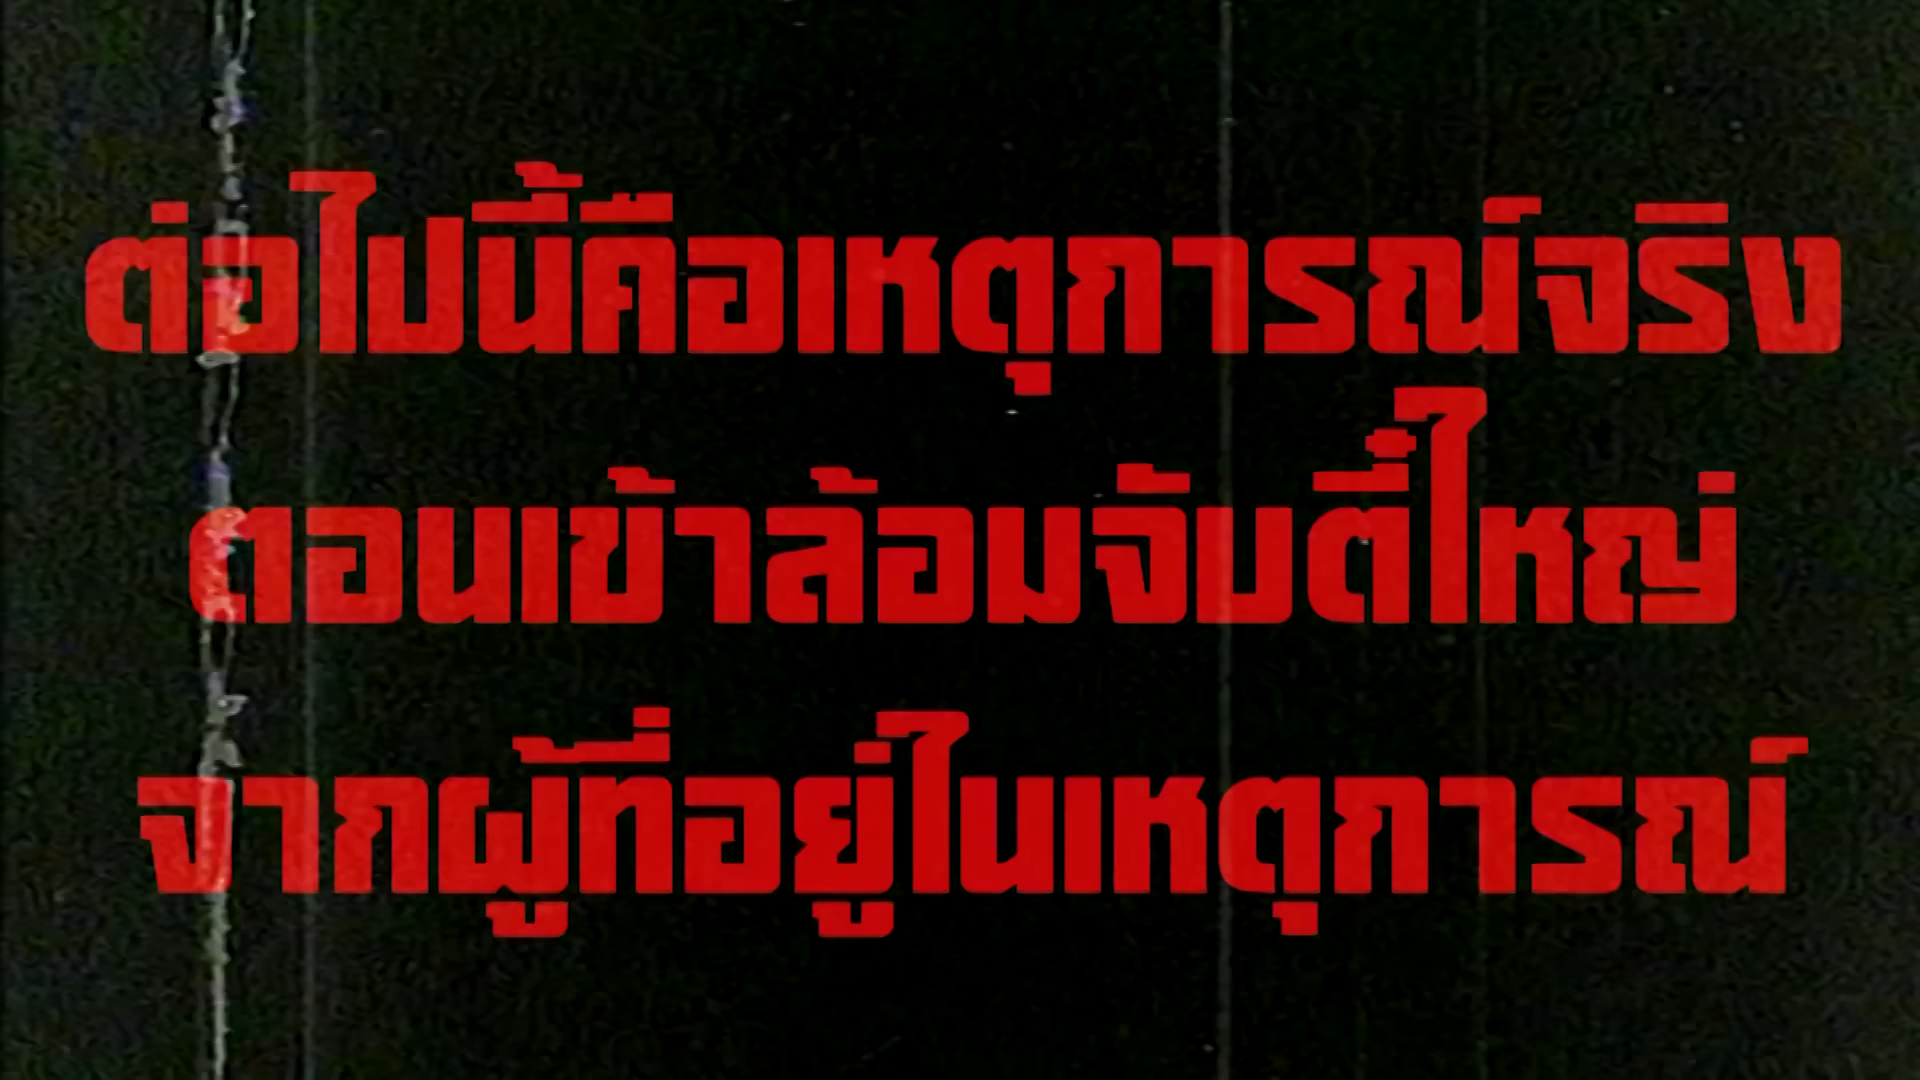 ต่อไปนี้คือเหตุการณ์จริง
ตอนเข้าล้อมจับตี๋ใหญ่
จากผู้ที่อยู่ในเหตุการณ์